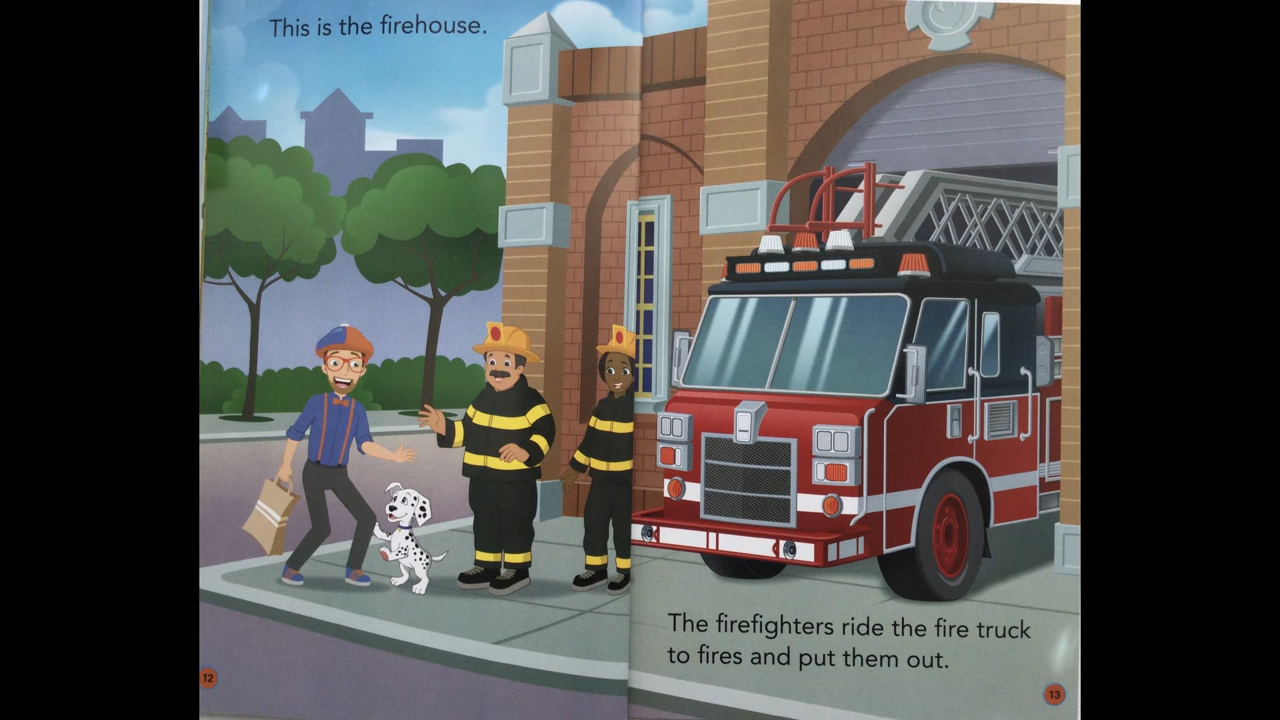 This is the firehouse.
The firefighters ride the fire truck
to fires and put them out.
12
13